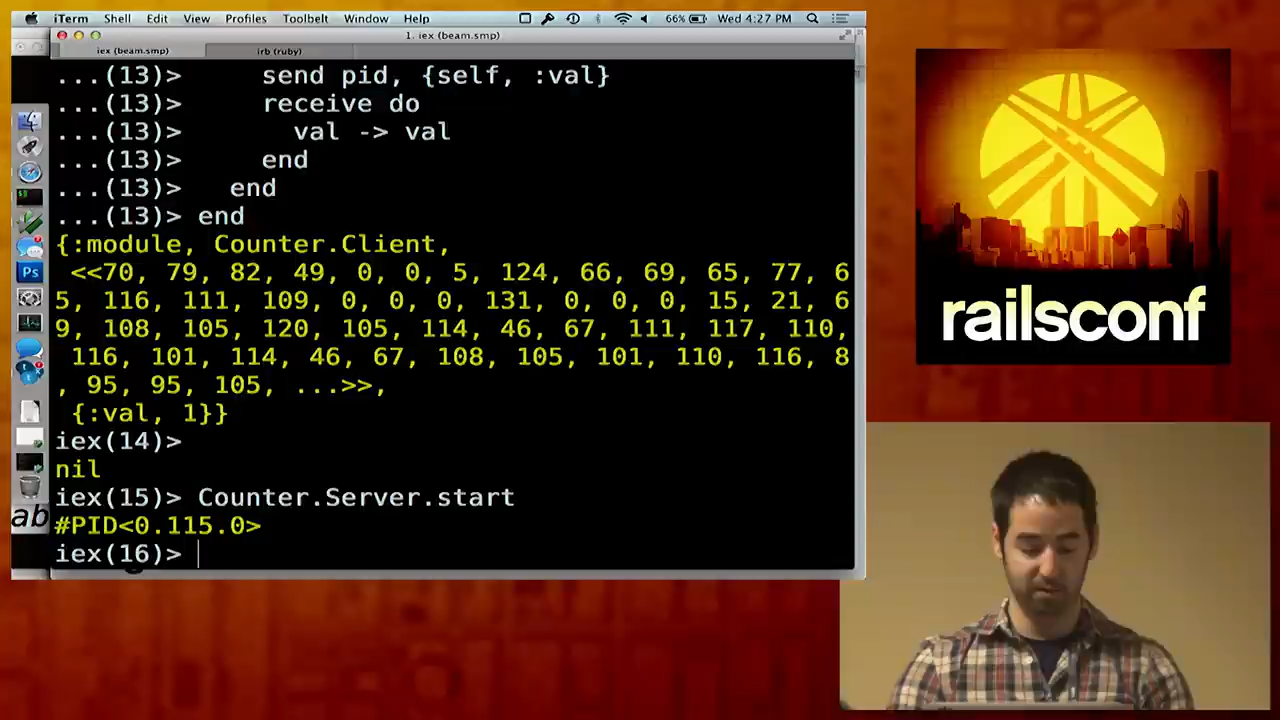 iTerm Shell Edit View Profiles Toolbelt Window Help 66% Wed 4:27 PM
1. iex (beam.smp)
iex (beam.smp) irb (ruby)
...(13)> send pid, {self, :val}
...(13)> receive do
...(13)> val -> val
...(13)> end
...(13)> end
...(13)> end
{:module, Counter.Client,
<<70, 79, 82, 49, 0, 0, 5, 124, 66, 69, 65, 77, 6
5, 116, 111, 109, 0, 0, 0, 131, 0, 0, 0, 15, 21, 6
9, 108, 105, 120, 105, 114, 46, 67, 111, 117, 110,
116, 101, 114, 46, 67, 108, 105, 101, 110, 116, 8
, 95, 95, 105, ...>>,
{:val, 1}}
iex(14)>
nil
iex(15)> Counter.Server.start
#PID<0.115.0>
iex(16)>
Ps
ab
railsconf